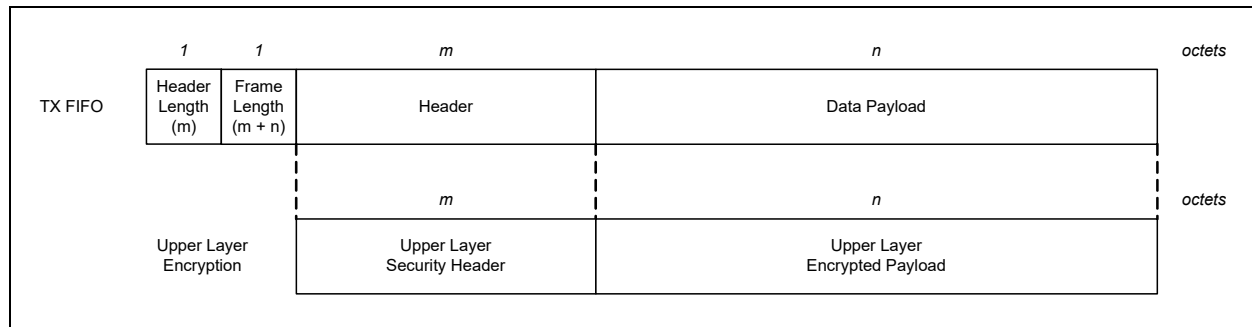 1 1 m n octets
TX FIFO
Header
Length
(m)
Frame
Length
(m + n)
Header
Data Payload
m n octets
Upper Layer
Encryption
Upper Layer
Security Header
Upper Layer
Encrypted Payload